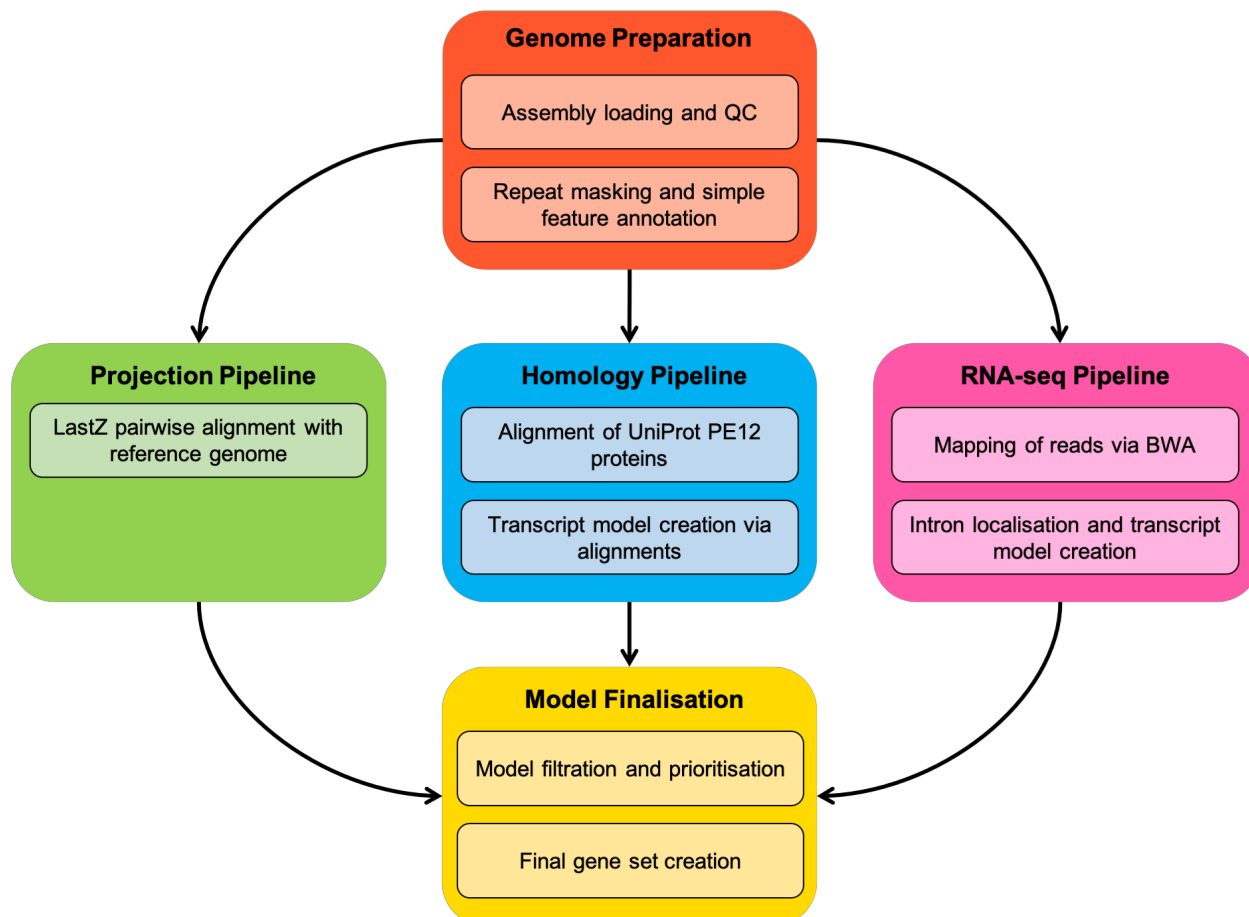 Genome Preparation
Assembly loading and QC
Repeat masking and simple
feature annotation
Projection Pipeline
LastZ pairwise alignment with
reference genome
Homology Pipeline
Alignment of UniProt PE12
proteins
Transcript model creation via
alignments
RNA-seq Pipeline
Mapping of reads via BWA
Intron localisation and transcript
model creation
Model Finalisation
Model filtration and prioritisation
Final gene set creation